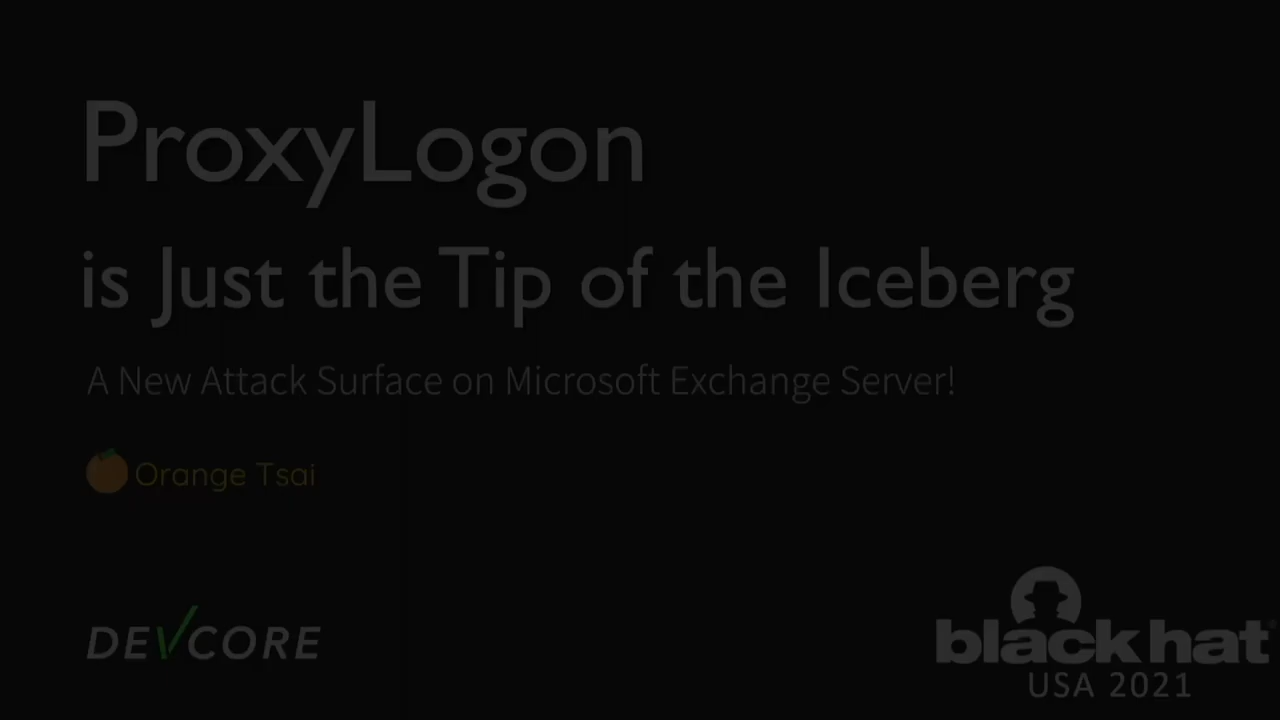 ProxyLogon
is Just the Tip of the Iceberg
A New Attack Surface on Microsoft Exchange Server!
Orange Tsai
DEVCORE
black hat
USA 2021